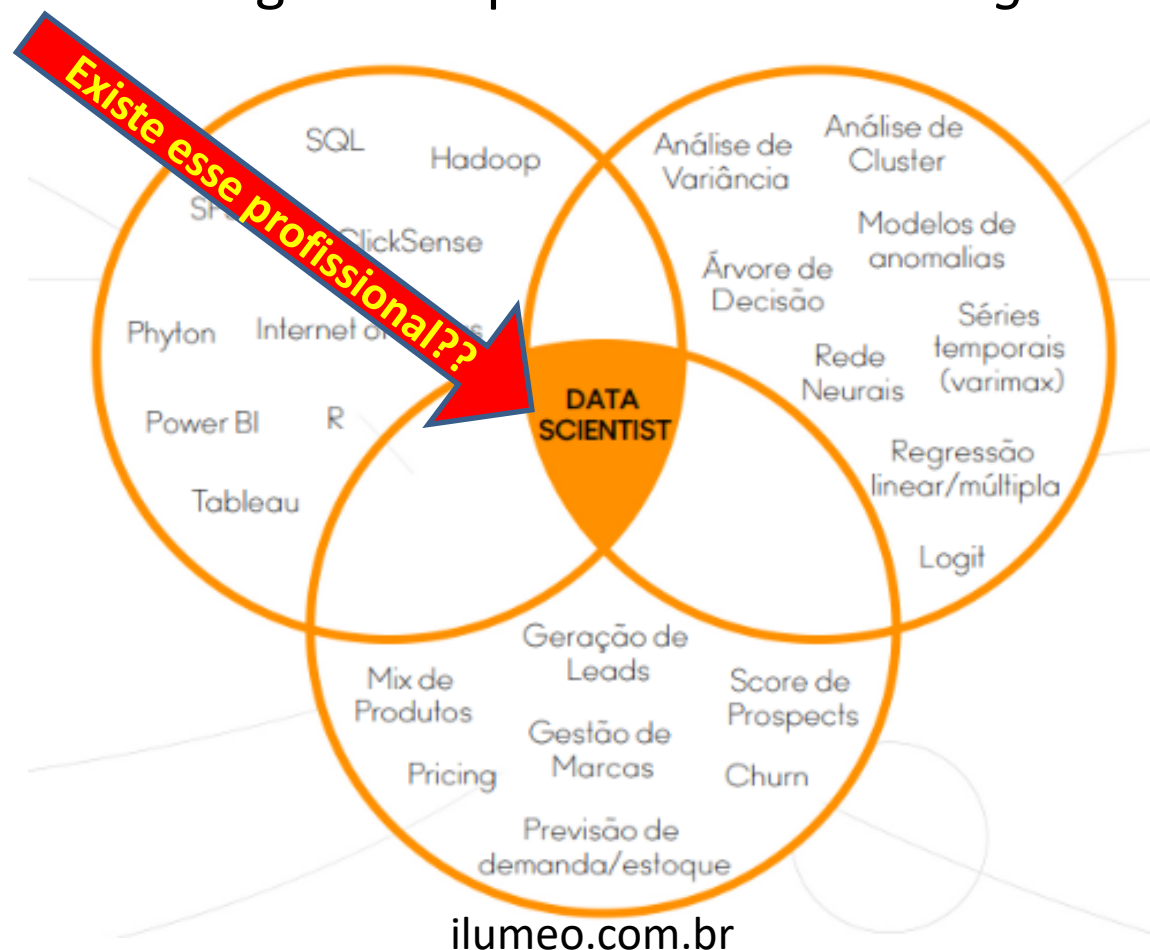 Existe esse profissional??
SQL
Hadoop
ClickSense
Phyton
Internet of
Power BI
R
Tableau
Análise de
Variância
Análise de
Cluster
Modelos de
anomalias
Árvore de
Decisão
Séries
temporais
(varimax)
Rede
Neurais
Regressão
linear/múltipla
Logit
DATA
SCIENTIST
Geração de
Leads
Mix de
Produtos
Score de
Prospects
Gestão de
Marcas
Pricing
Churn
Previsão de
demanda/estoque
ilumeo.com.br